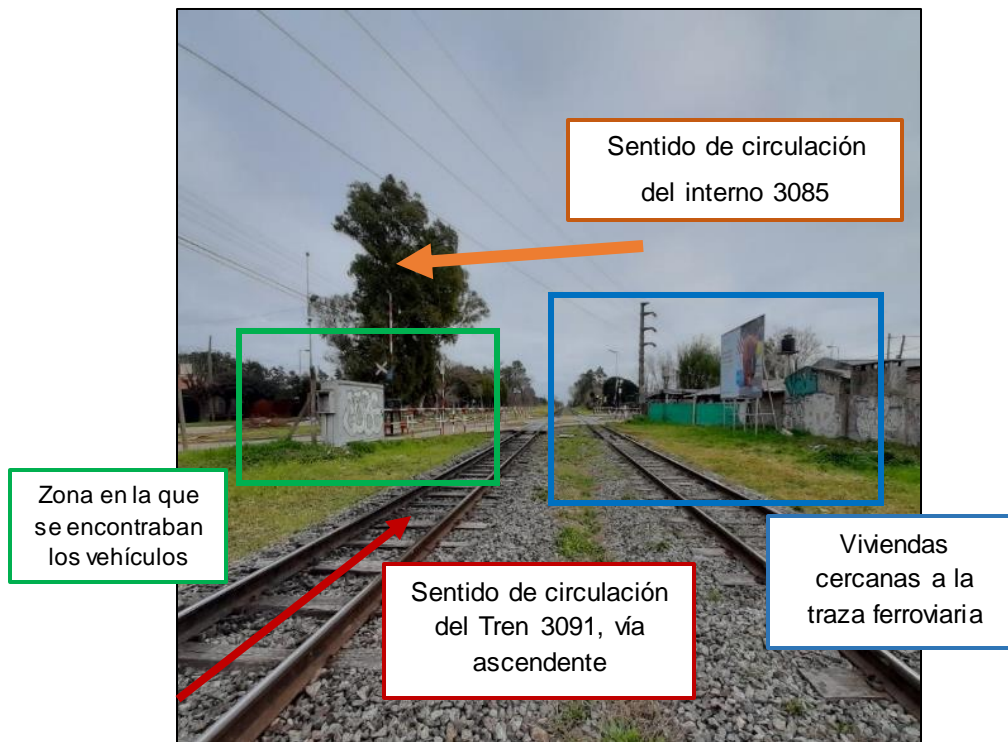 Sentido de circulación
del interno 3085
Zona en la que
se encontraban
los vehículos
Sentido de circulación
del Tren 3091, vía
ascendente
Viviendas
cercanas a la
traza ferroviaria